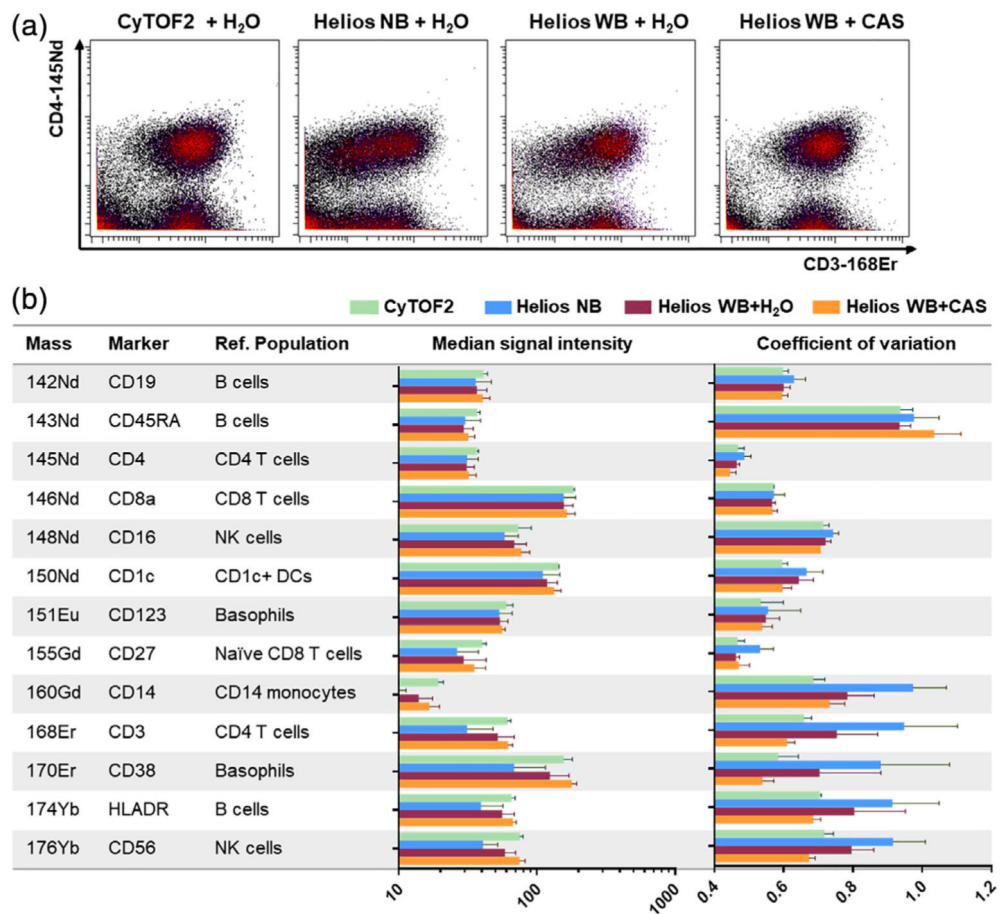 (a)
CyTOF2 + H₂O Helios NB + H₂O Helios WB + H₂O Helios WB + CAS
CD4-145Nd
CD3-168Er
(b)
CyTOF2 Helios NB Helios WB+H₂O Helios WB+CAS
Mass Marker Ref. Population Median signal intensity Coefficient of variation
142Nd CD19 B cells
143Nd CD45RA B cells
145Nd CD4 CD4 T cells
146Nd CD8a CD8 T cells
148Nd CD16 NK cells
150Nd CD1c CD1c+ DCs
151Eu CD123 Basophils
155Gd CD27 Naïve CD8 T cells
160Gd CD14 CD14 monocytes
168Er CD3 CD4 T cells
170Er CD38 Basophils
174Yb HLADR B cells
176Yb CD56 NK cells
10 100 1000 0.4 0.6 0.8 1.0 1.2